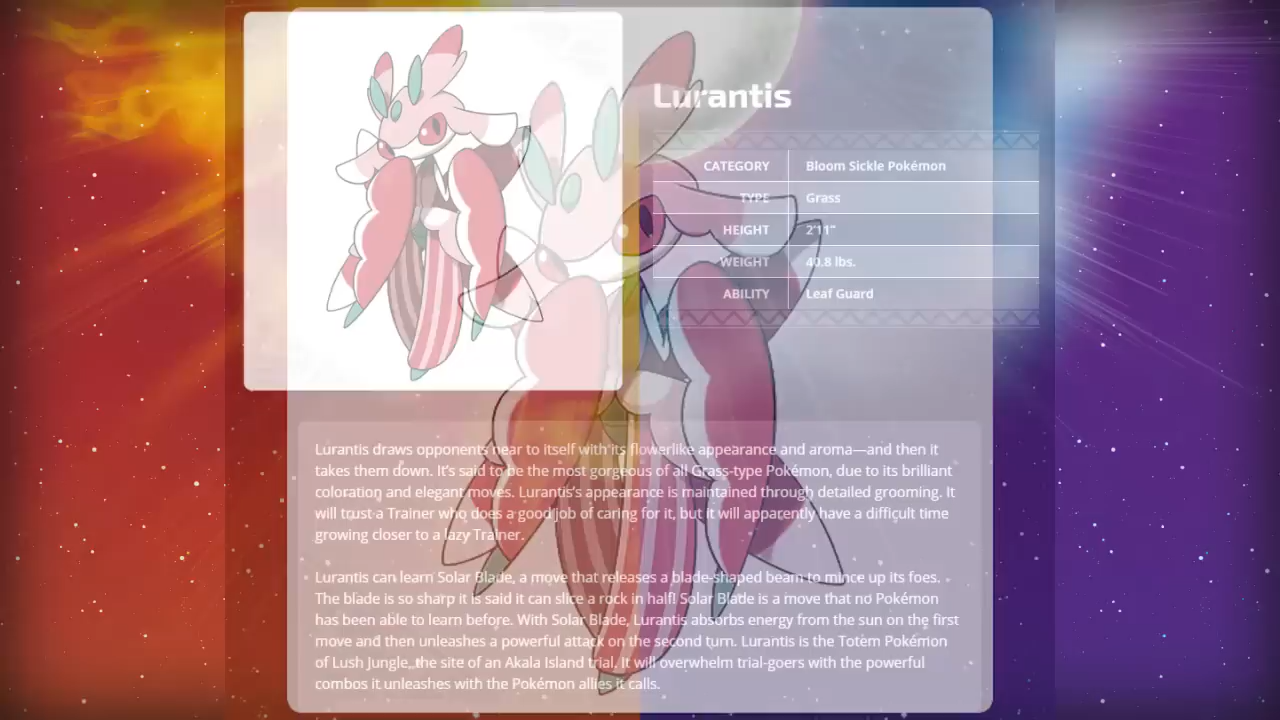 Lurantis
CATEGORY Bloom Sickle Pokémon
TYPE Grass
HEIGHT 2'11"
WEIGHT 40.8 lbs.
ABILITY Leaf Guard
Lurantis draws opponents near to itself with its flowerlike appearance and aroma—and then it
takes them down. It's said to be the most gorgeous of all Grass-type Pokémon, due to its brilliant
coloration and elegant moves. Lurantis's appearance is maintained through detailed grooming. It
will trust a Trainer who does a good job of caring for it, but it will apparently have a difficult time
growing closer to a lazy Trainer.
Lurantis can learn Solar Blade, a move that releases a blade-shaped beam to mince up its foes.
The blade is so sharp it is said it can slice a rock in half! Solar Blade is a move that no Pokémon
has been able to learn before. With Solar Blade, Lurantis absorbs energy from the sun on the first
move and then unleashes a powerful attack on the second turn. Lurantis is the Totem Pokémon
of Lush Jungle, the site of an Akala Island trial. It will overwhelm trial-goers with the powerful
combos it unleashes with the Pokémon allies it calls.